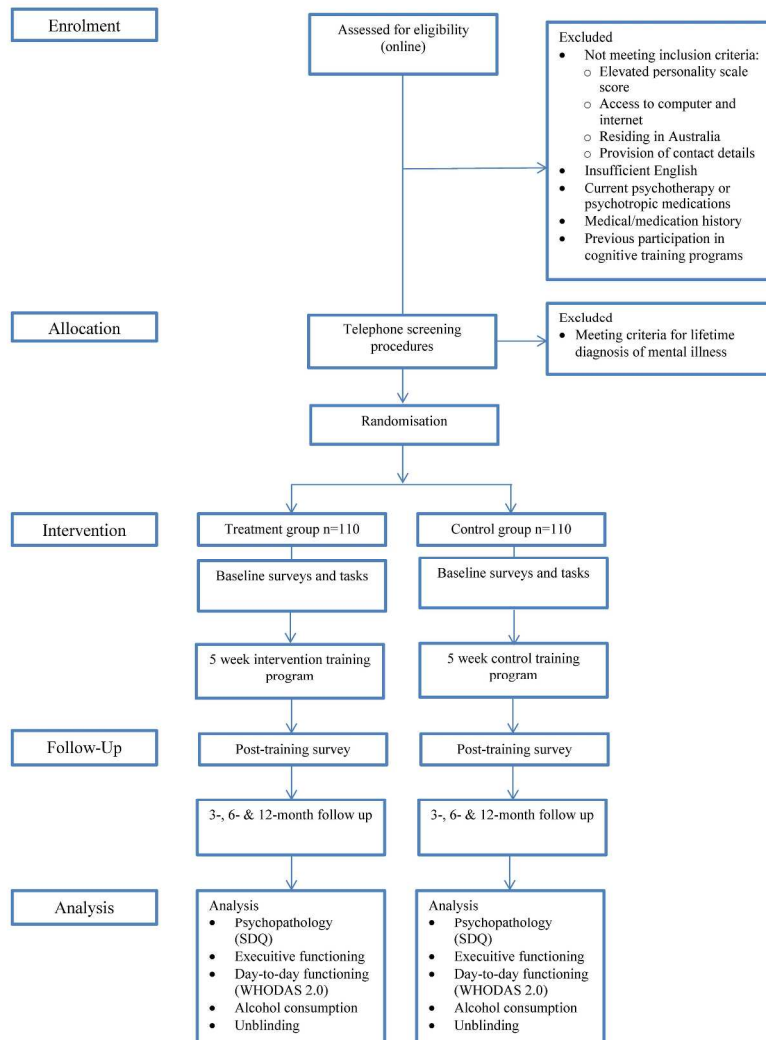 Enrolment
Assessed for eligibility
(online)
Excluded
• Not meeting inclusion criteria:
o Elevated personality scale
score
o Access to computer and
internet
o Residing in Australia
o Provision of contact details
• Insufficient English
• Current psychotherapy or
psychotropic medications
• Medical/medication history
• Previous participation in
cognitive training programs
Allocation
Telephone screening
procedures
Excluded
• Meeting criteria for lifetime
diagnosis of mental illness
Randomisation
Intervention
Treatment group n=110
Control group n=110
Baseline surveys and tasks
Baseline surveys and tasks
5 week intervention training
program
5 week control training
program
Follow-Up
Post-training survey
Post-training survey
3-, 6- & 12-month follow up
3-, 6- & 12-month follow up
Analysis
Analysis
• Psychopathology
(SDQ)
• Executive functioning
• Day-to-day functioning
(WHODAS 2.0)
• Alcohol consumption
• Unblinding
Analysis
• Psychopathology
(SDQ)
• Executive functioning
• Day-to-day functioning
(WHODAS 2.0)
• Alcohol consumption
• Unblinding